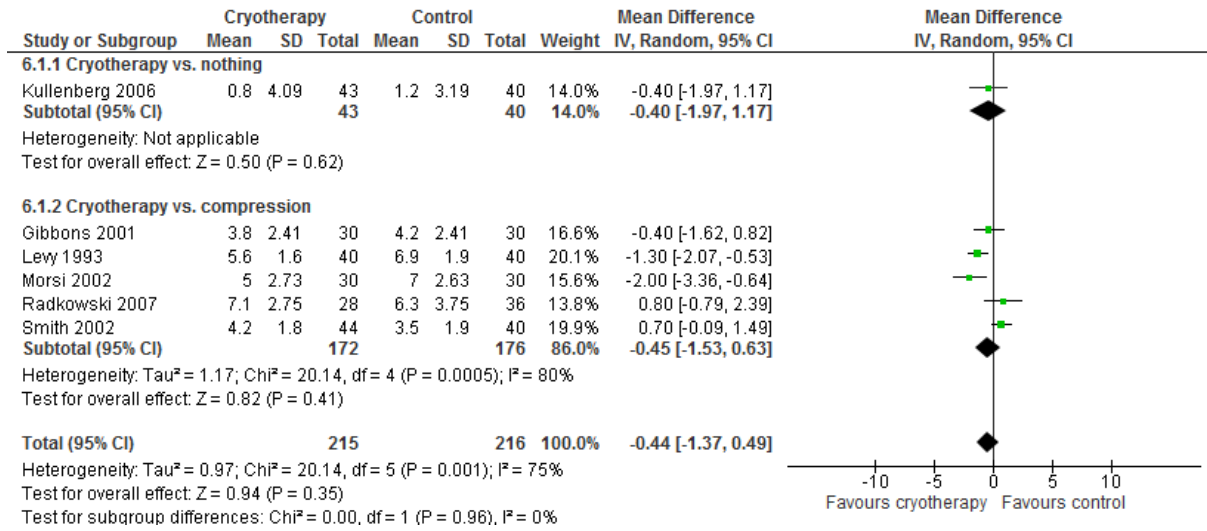 Cryotherapy Control Mean Difference Mean Difference
Study or Subgroup Mean SD Total Mean SD Total Weight IV, Random, 95% CI IV, Random, 95% CI
6.1.1 Cryotherapy vs. nothing
Kullenberg 2006 0.8 4.09 43 1.2 3.19 40 14.0% -0.40 [-1.97, 1.17]
Subtotal (95% CI) 43 40 14.0% -0.40 [-1.97, 1.17]
Heterogeneity: Not applicable
Test for overall effect: Z = 0.50 (P = 0.62)
6.1.2 Cryotherapy vs. compression
Gibbons 2001 3.8 2.41 30 4.2 2.41 30 16.6% -0.40 [-1.62, 0.82]
Levy 1993 5.6 1.6 40 6.9 1.9 40 20.1% -1.30 [-2.07, -0.53]
Morsi 2002 5 2.73 30 7 2.63 30 15.6% -2.00 [-3.36, -0.64]
Radkowski 2007 7.1 2.75 28 6.3 3.75 36 13.8% 0.80 [-0.79, 2.39]
Smith 2002 4.2 1.8 44 3.5 1.9 40 19.9% 0.70 [-0.09, 1.49]
Subtotal (95% CI) 172 176 86.0% -0.45 [-1.53, 0.63]
Heterogeneity: Tau² = 1.17; Chi² = 20.14, df = 4 (P = 0.0005); I² = 80%
Test for overall effect: Z = 0.82 (P = 0.41)
Total (95% CI) 215 216 100.0% -0.44 [-1.37, 0.49]
Heterogeneity: Tau² = 0.97; Chi² = 20.14, df = 5 (P = 0.001); I² = 75%
Test for overall effect: Z = 0.94 (P = 0.35)
Test for subgroup differences: Chi² = 0.00, df = 1 (P = 0.96), I² = 0%
-10 -5 0 5 10
Favours cryotherapy Favours control